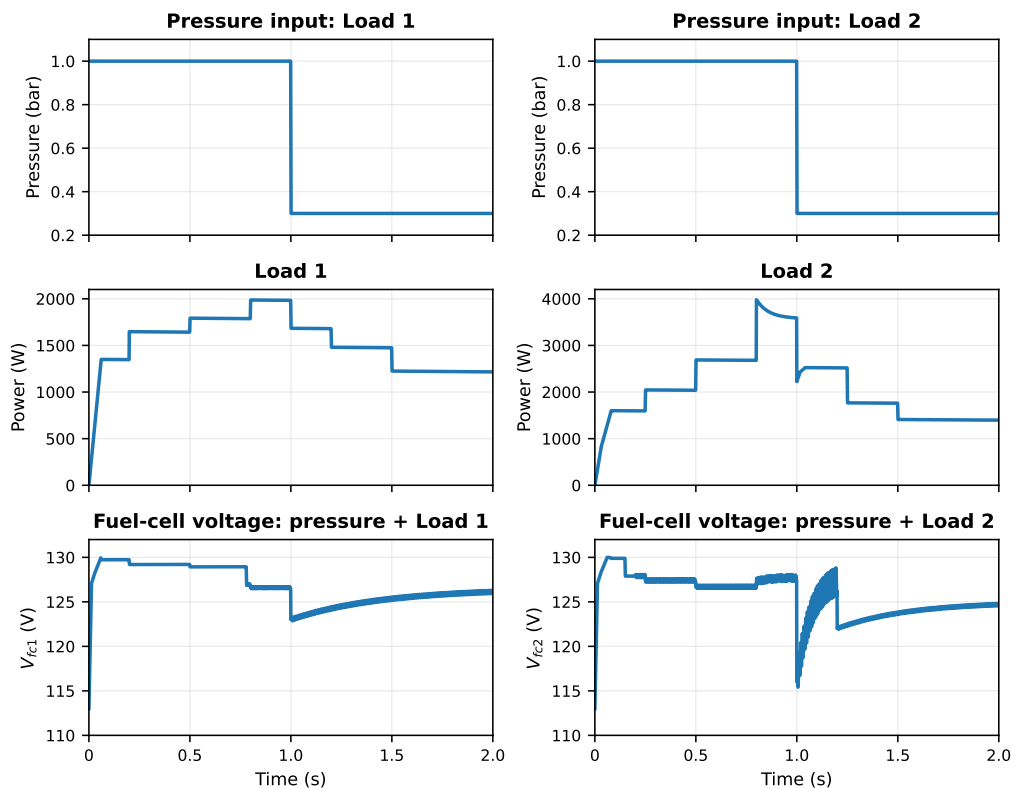 Pressure input: Load 1
Pressure (bar)
1.0
0.8
0.6
0.4
0.2
Pressure input: Load 2
Pressure (bar)
1.0
0.8
0.6
0.4
0.2
Load 1
Power (W)
2000
1500
1000
500
0
Load 2
Power (W)
4000
3000
2000
1000
0
Fuel-cell voltage: pressure + Load 1
V_{fc1} (V)
130
125
120
115
110
0 0.5 1.0 1.5 2.0
Time (s)
Fuel-cell voltage: pressure + Load 2
V_{fc2} (V)
130
125
120
115
110
0 0.5 1.0 1.5 2.0
Time (s)